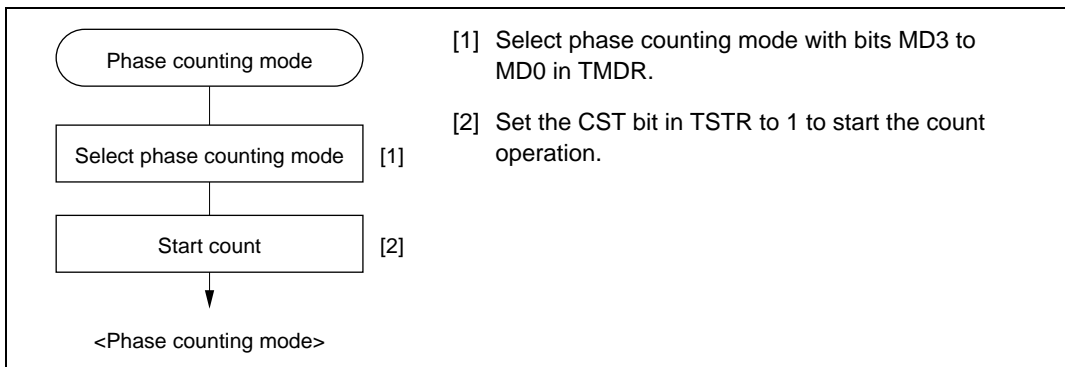 Phase counting mode
Select phase counting mode [1]
Start count [2]
<Phase counting mode>
[1] Select phase counting mode with bits MD3 to
MD0 in TMDR.
[2] Set the CST bit in TSTR to 1 to start the count
operation.